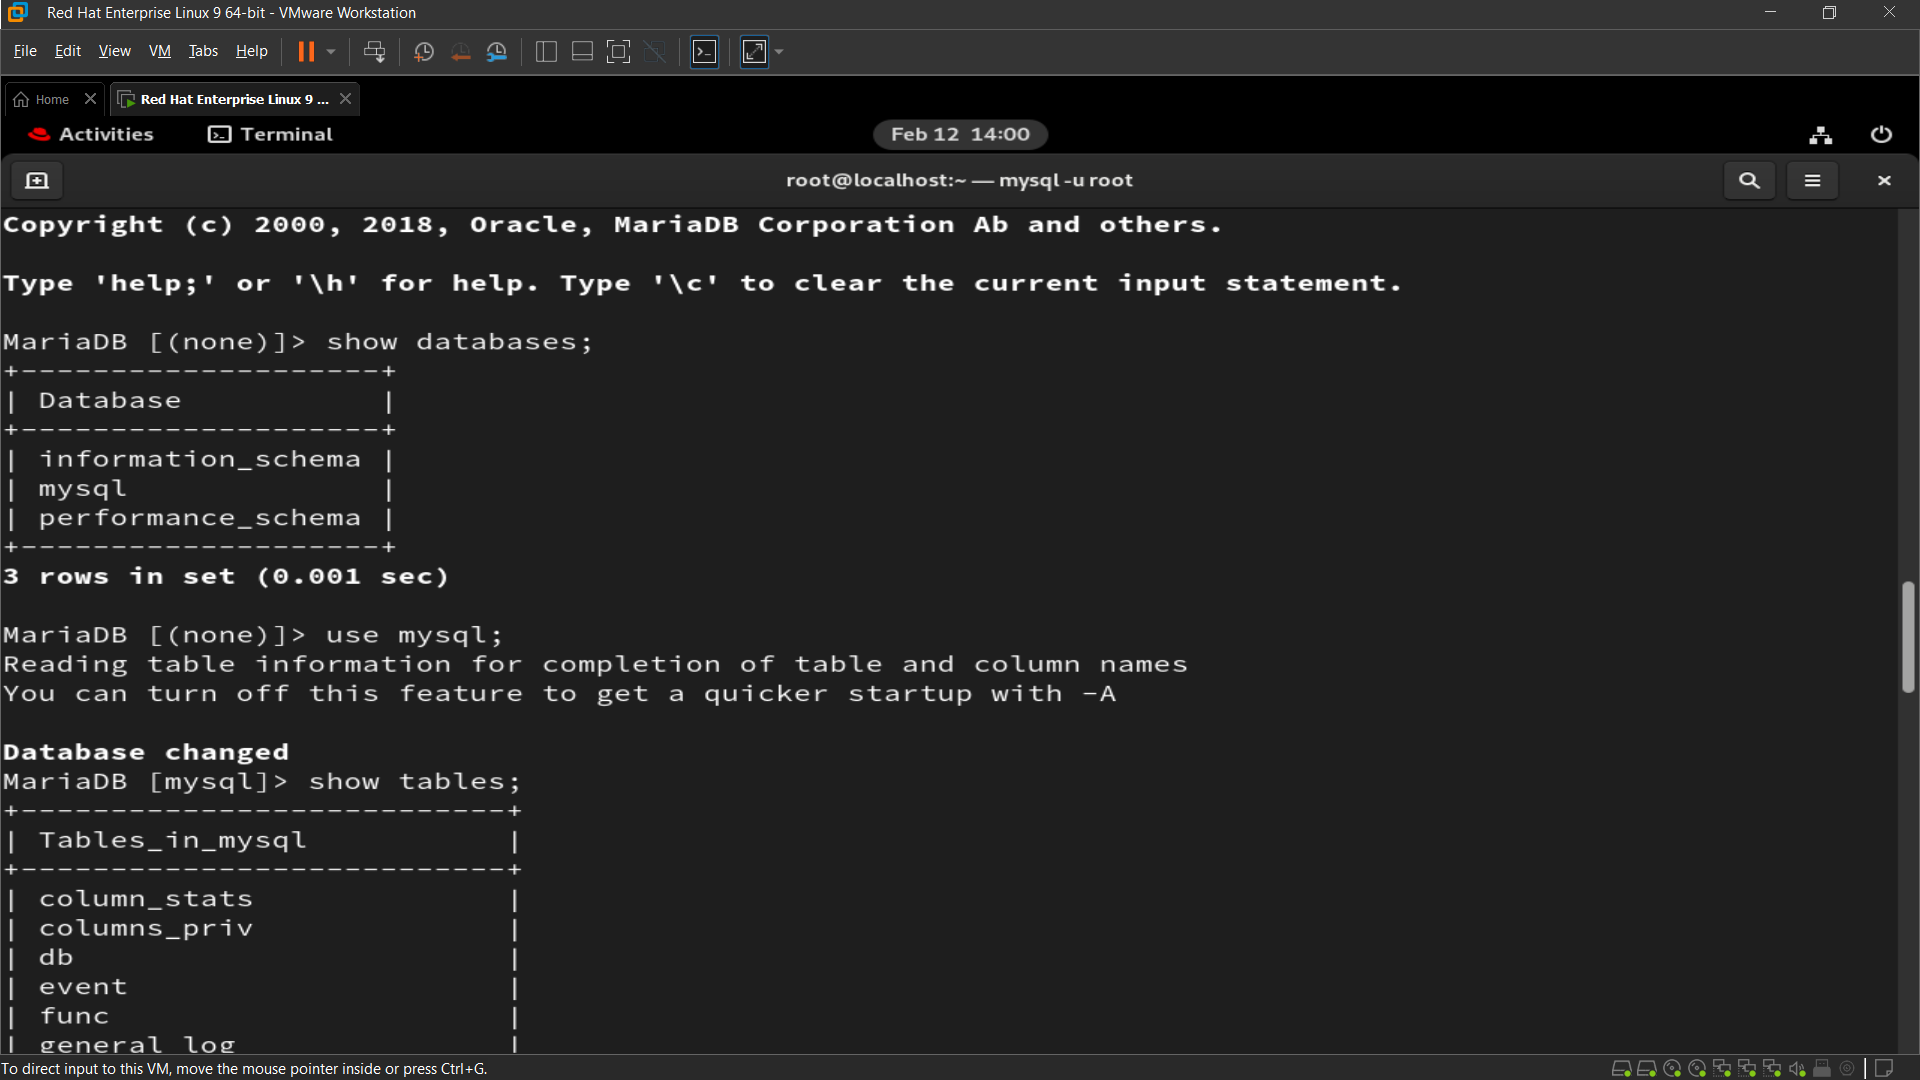 Red Hat Enterprise Linux 9 64-bit - VMware Workstation
File Edit View VM Tabs Help
Home Red Hat Enterprise Linux 9 ...
Activities Terminal Feb 12 14:00
root@localhost:~ — mysql -u root
Copyright (c) 2000, 2018, Oracle, MariaDB Corporation Ab and others.
Type 'help;' or '\h' for help. Type '\c' to clear the current input statement.
MariaDB [(none)]> show databases;
+--------------------+
| Database           |
+--------------------+
| information_schema |
| mysql              |
| performance_schema |
+--------------------+
3 rows in set (0.001 sec)
MariaDB [(none)]> use mysql;
Reading table information for completion of table and column names
You can turn off this feature to get a quicker startup with -A
Database changed
MariaDB [mysql]> show tables;
+---------------------------+
| Tables_in_mysql           |
+---------------------------+
| column_stats              |
| columns_priv              |
| db                        |
| event                     |
| func                      |
| general_log               |
To direct input to this VM, move the mouse pointer inside or press Ctrl+G.